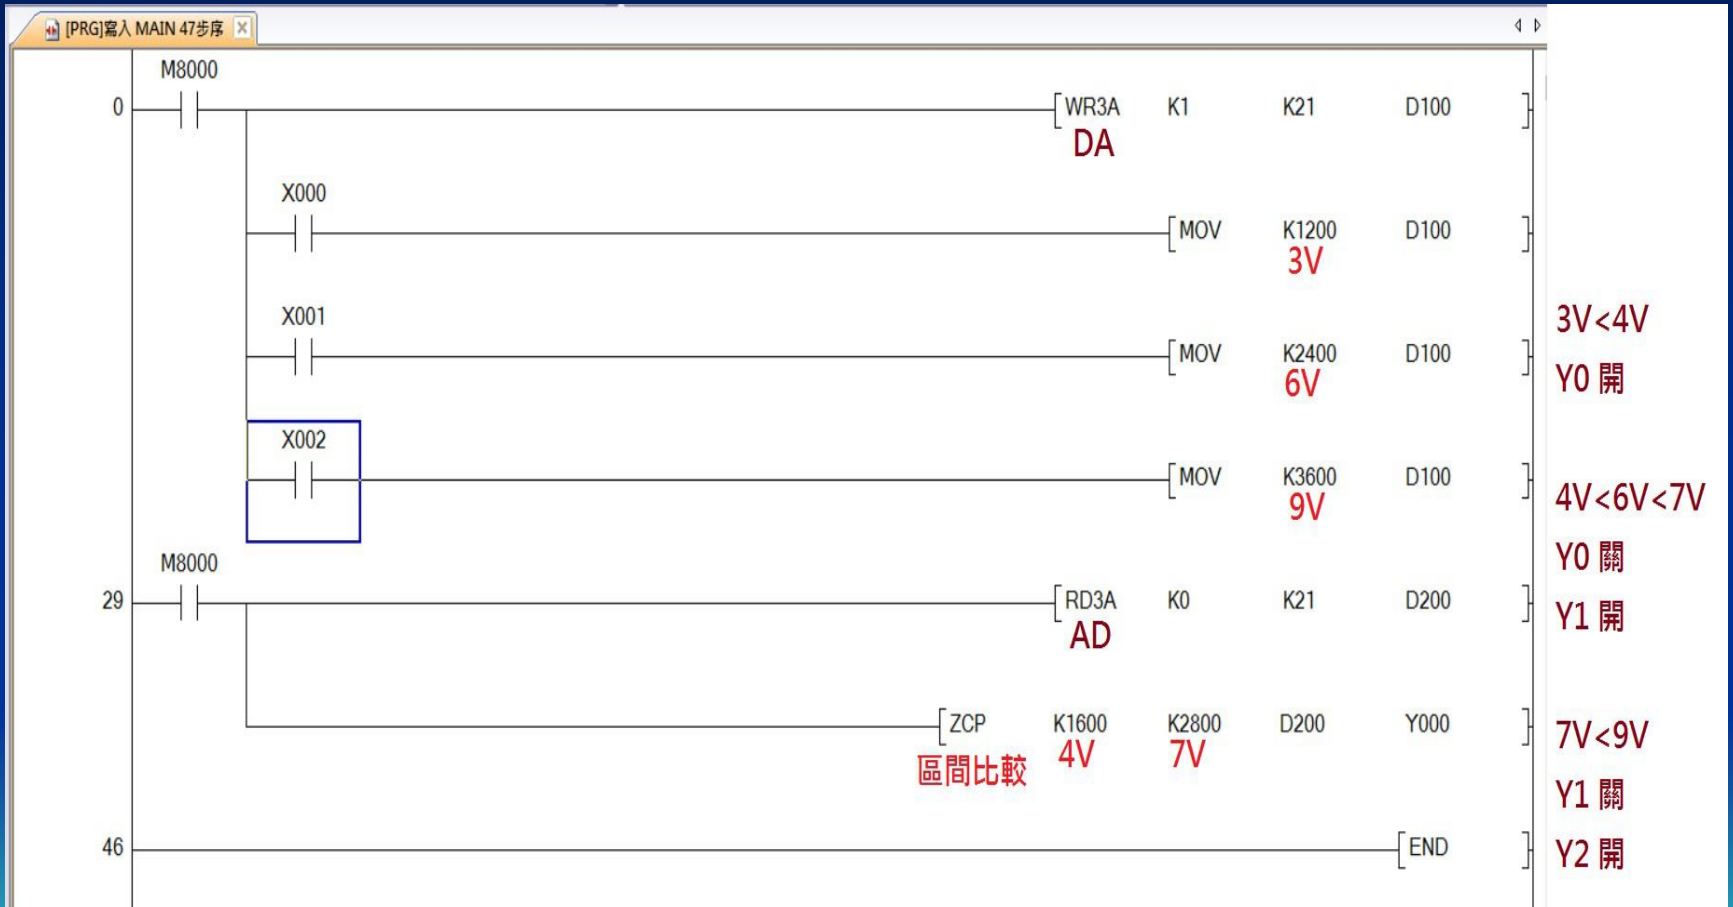 [PRG]寫入 MAIN 47步序
M8000
0 WR3A K1 K21 D100
DA
X000
MOV K1200 D100
3V
X001
MOV K2400 D100
6V
X002
MOV K3600 D100
9V
M8000
29 RD3A K0 K21 D200
AD
ZCP K1600 K2800 D200 Y000
區間比較 4V 7V
46 END
3V<4V
Y0 開
4V<6V<7V
Y0 關
Y1 開
7V<9V
Y1 關
Y2 開